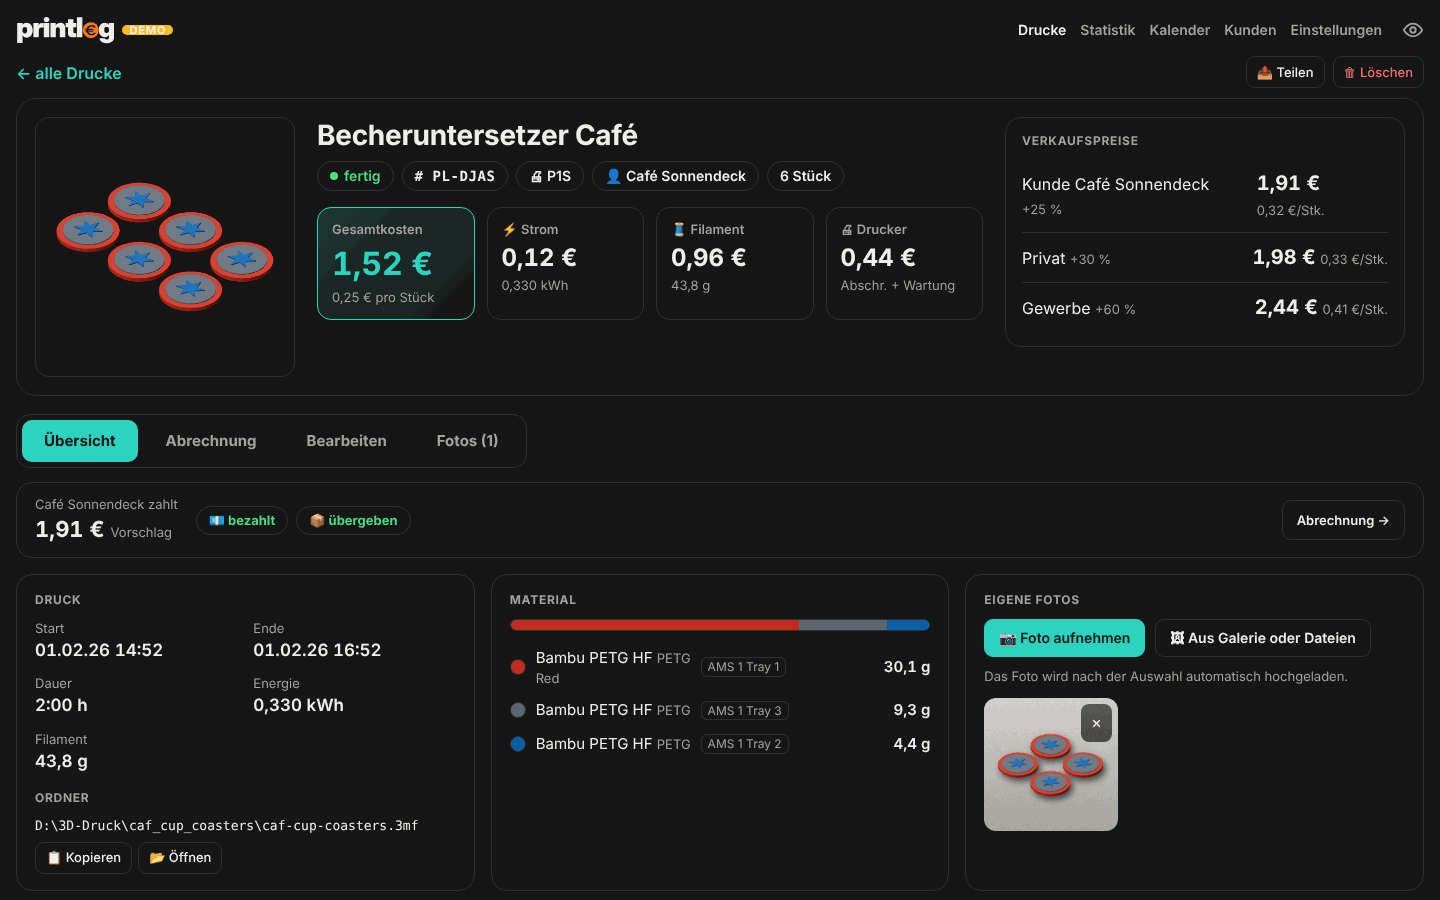 printlog DEMO
Drucke Statistik Kalender Kunden Einstellungen
← alle Drucke
📤 Teilen
🗑 Löschen
Becheruntersetzer Café
fertig
# PL-DJAS
🖨 P1S
👤 Café Sonnendeck
6 Stück
Gesamtkosten
1,52 €
0,25 € pro Stück
⚡ Strom
0,12 €
0,330 kWh
🧵 Filament
0,96 €
43,8 g
🖨 Drucker
0,44 €
Abschr. + Wartung
VERKAUFSPREISE
Kunde Café Sonnendeck 1,91 €
+25 % 0,32 €/Stk.
Privat +30 % 1,98 € 0,33 €/Stk.
Gewerbe +60 % 2,44 € 0,41 €/Stk.
Übersicht Abrechnung Bearbeiten Fotos (1)
Café Sonnendeck zahlt
1,91 € Vorschlag
💶 bezahlt
📦 übergeben
Abrechnung →
DRUCK
Start
01.02.26 14:52
Ende
01.02.26 16:52
Dauer
2:00 h
Energie
0,330 kWh
Filament
43,8 g
ORDNER
D:\3D-Druck\caf_cup_coasters\caf-cup-coasters.3mf
📋 Kopieren
📂 Öffnen
MATERIAL
Bambu PETG HF PETG
Red
AMS 1 Tray 1
30,1 g
Bambu PETG HF PETG AMS 1 Tray 3 9,3 g
Bambu PETG HF PETG AMS 1 Tray 2 4,4 g
EIGENE FOTOS
📷 Foto aufnehmen
🖼 Aus Galerie oder Dateien
Das Foto wird nach der Auswahl automatisch hochgeladen.
×